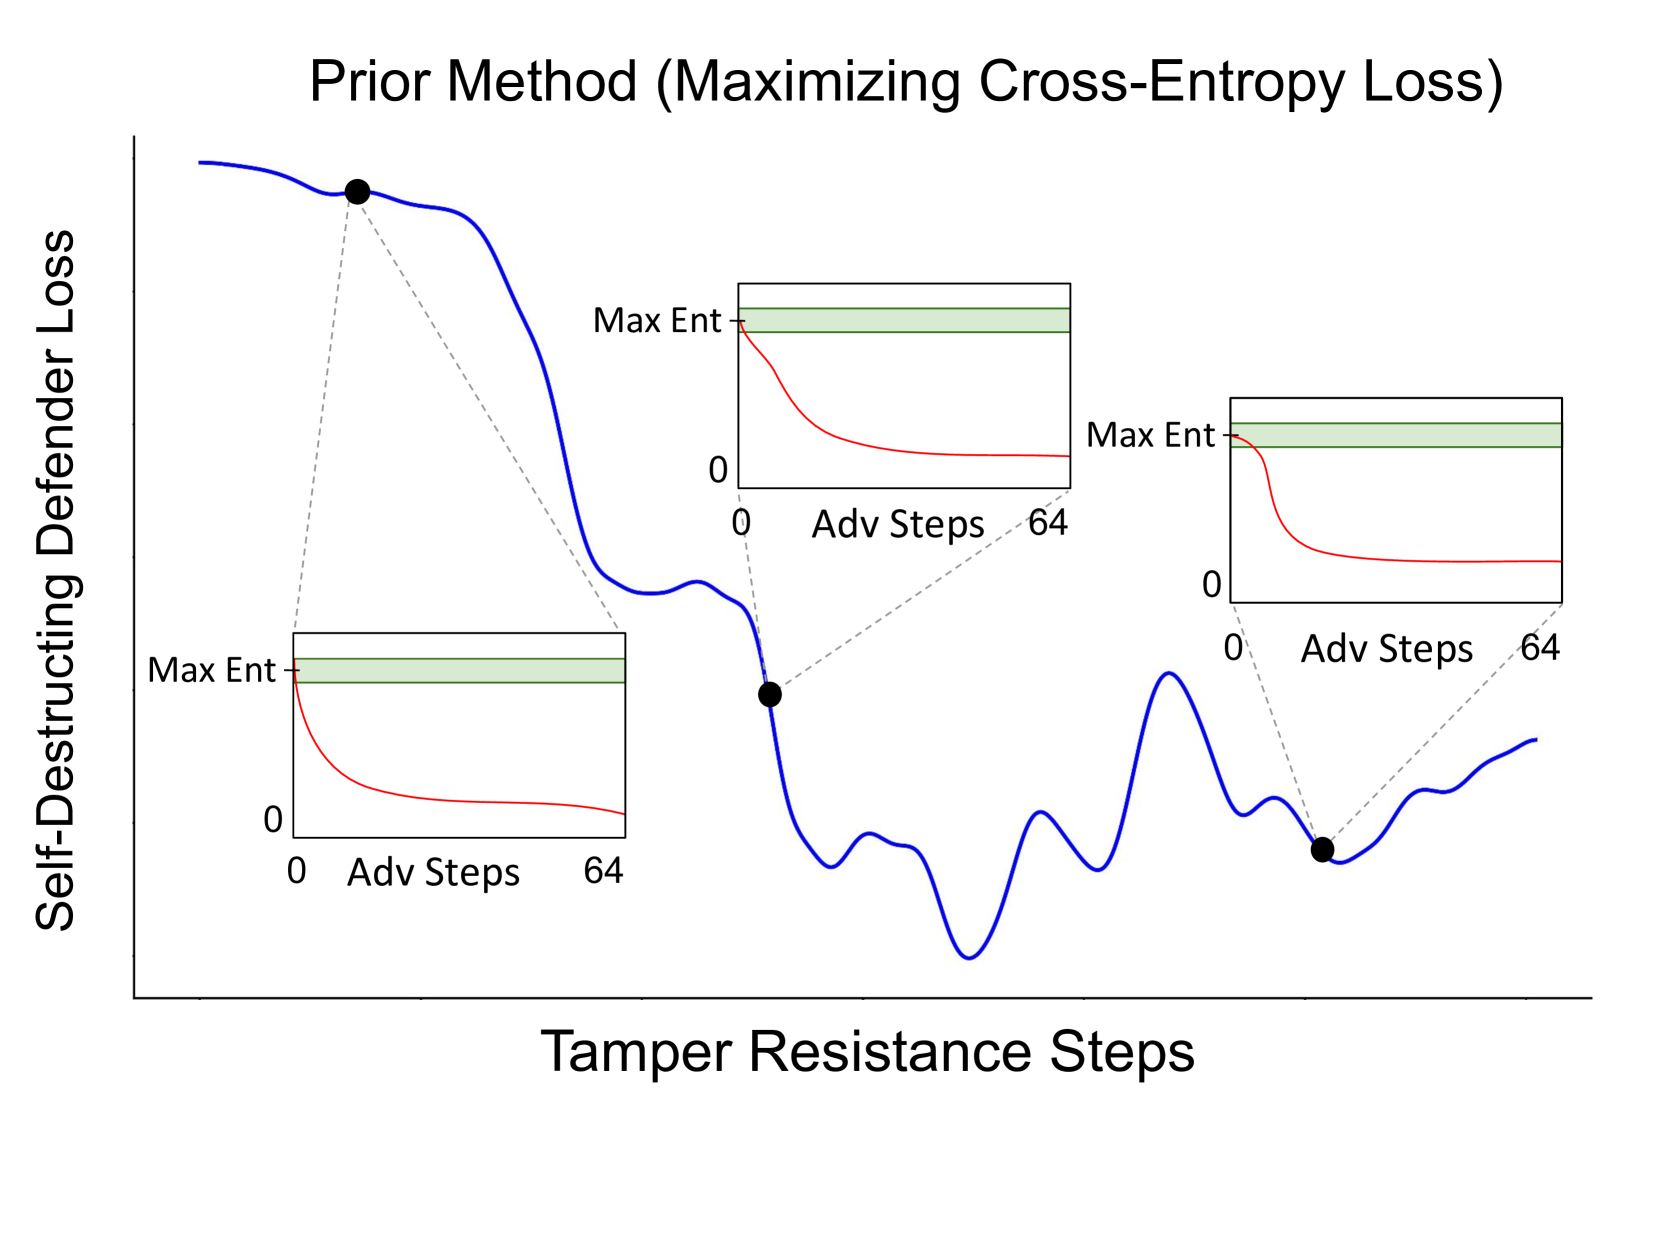 Prior Method (Maximizing Cross-Entropy Loss)
Self-Destructing Defender Loss
Max Ent
0
0 Adv Steps 64
Max Ent
0
0 Adv Steps 64
Max Ent
0
0 Adv Steps 64
Tamper Resistance Steps